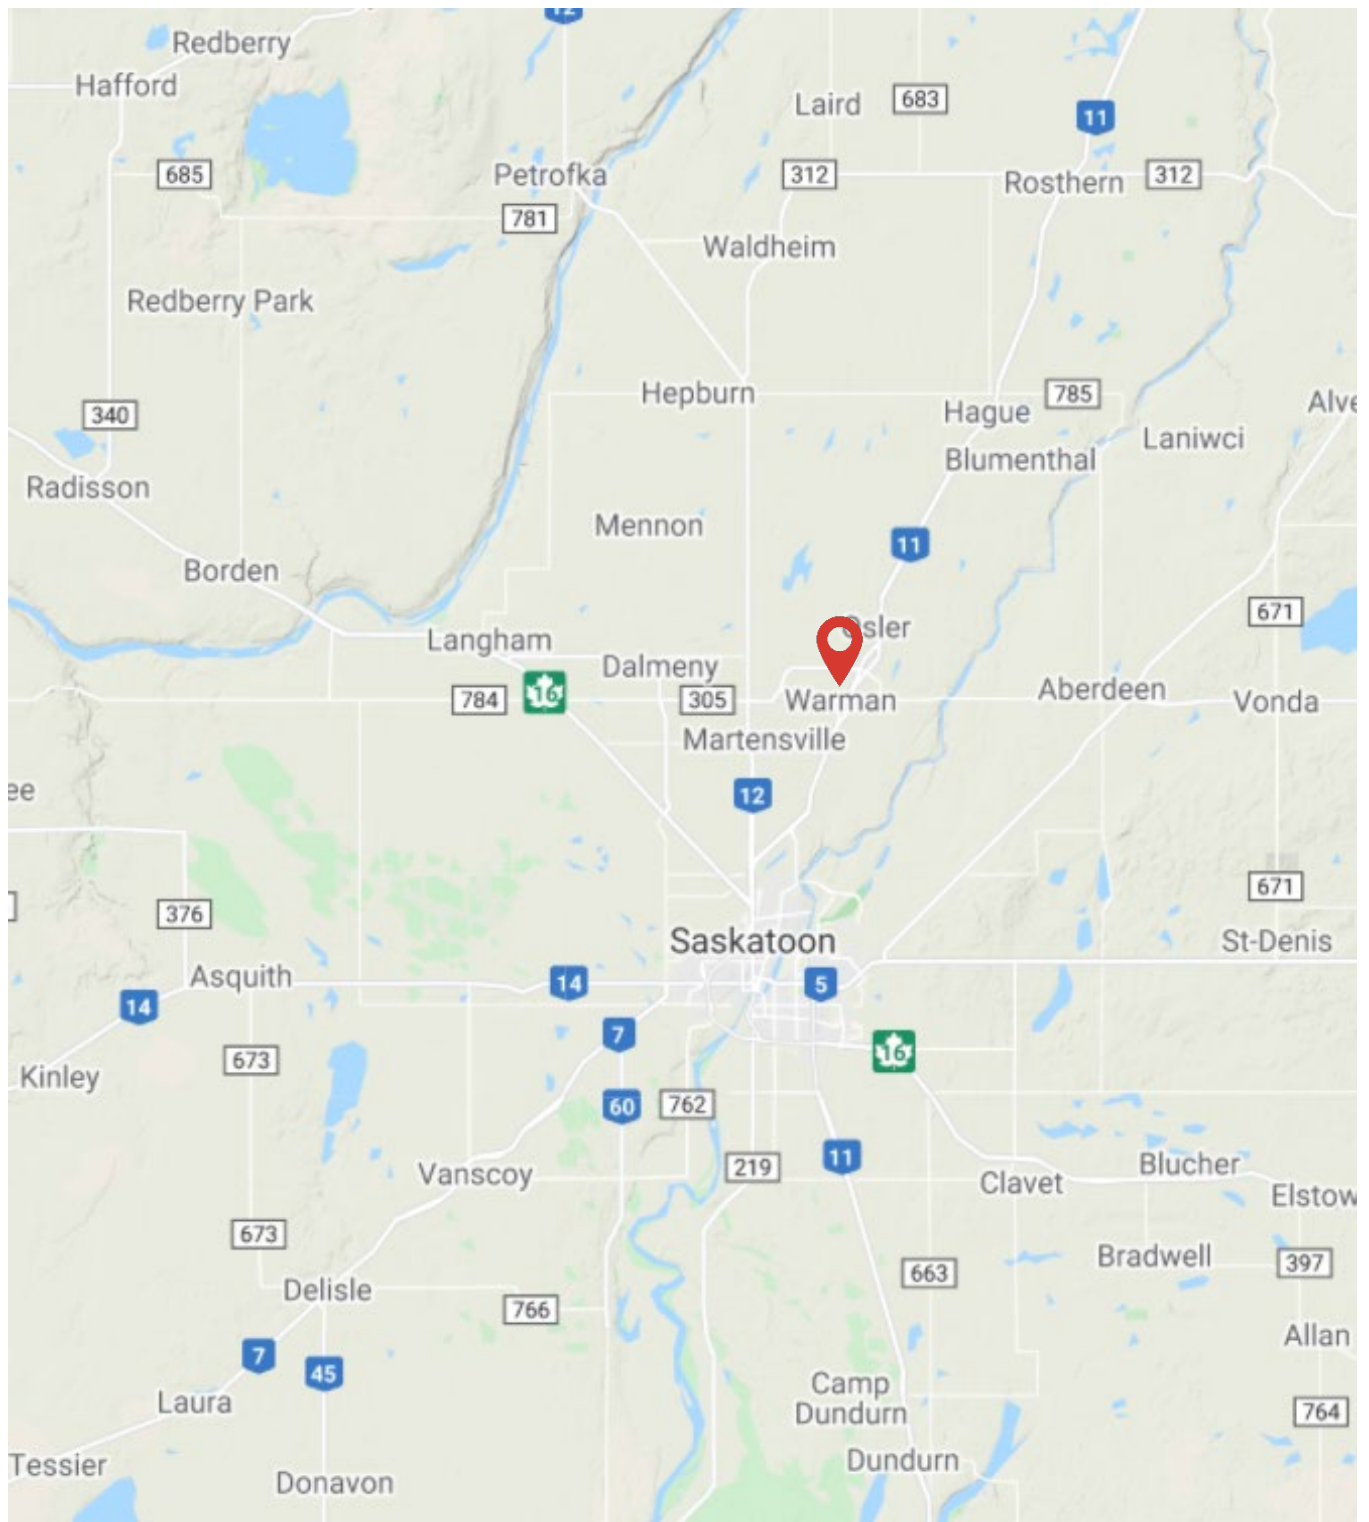 12
Redberry
Hafford
Laird
683
11
685
Petrofka
312
Rosthern
312
781
Waldheim
Redberry Park
Hepburn
785
340
Hague
Alve
Laniwci
Blumenthal
Radisson
Mennon
11
Borden
671
Osler
Langham
Dalmeny
16
784
305
Warman
Aberdeen
Vonda
Martensville
ee
12
671
376
Saskatoon
St-Denis
Asquith
14
5
14
7
16
673
Kinley
60
762
11
219
Vanscoy
Clavet
Blucher
Elstow
673
Bradwell
663
397
Delisle
766
Allan
7
45
Camp
Dundurn
Laura
764
Dundurn
Tessier
Donavon